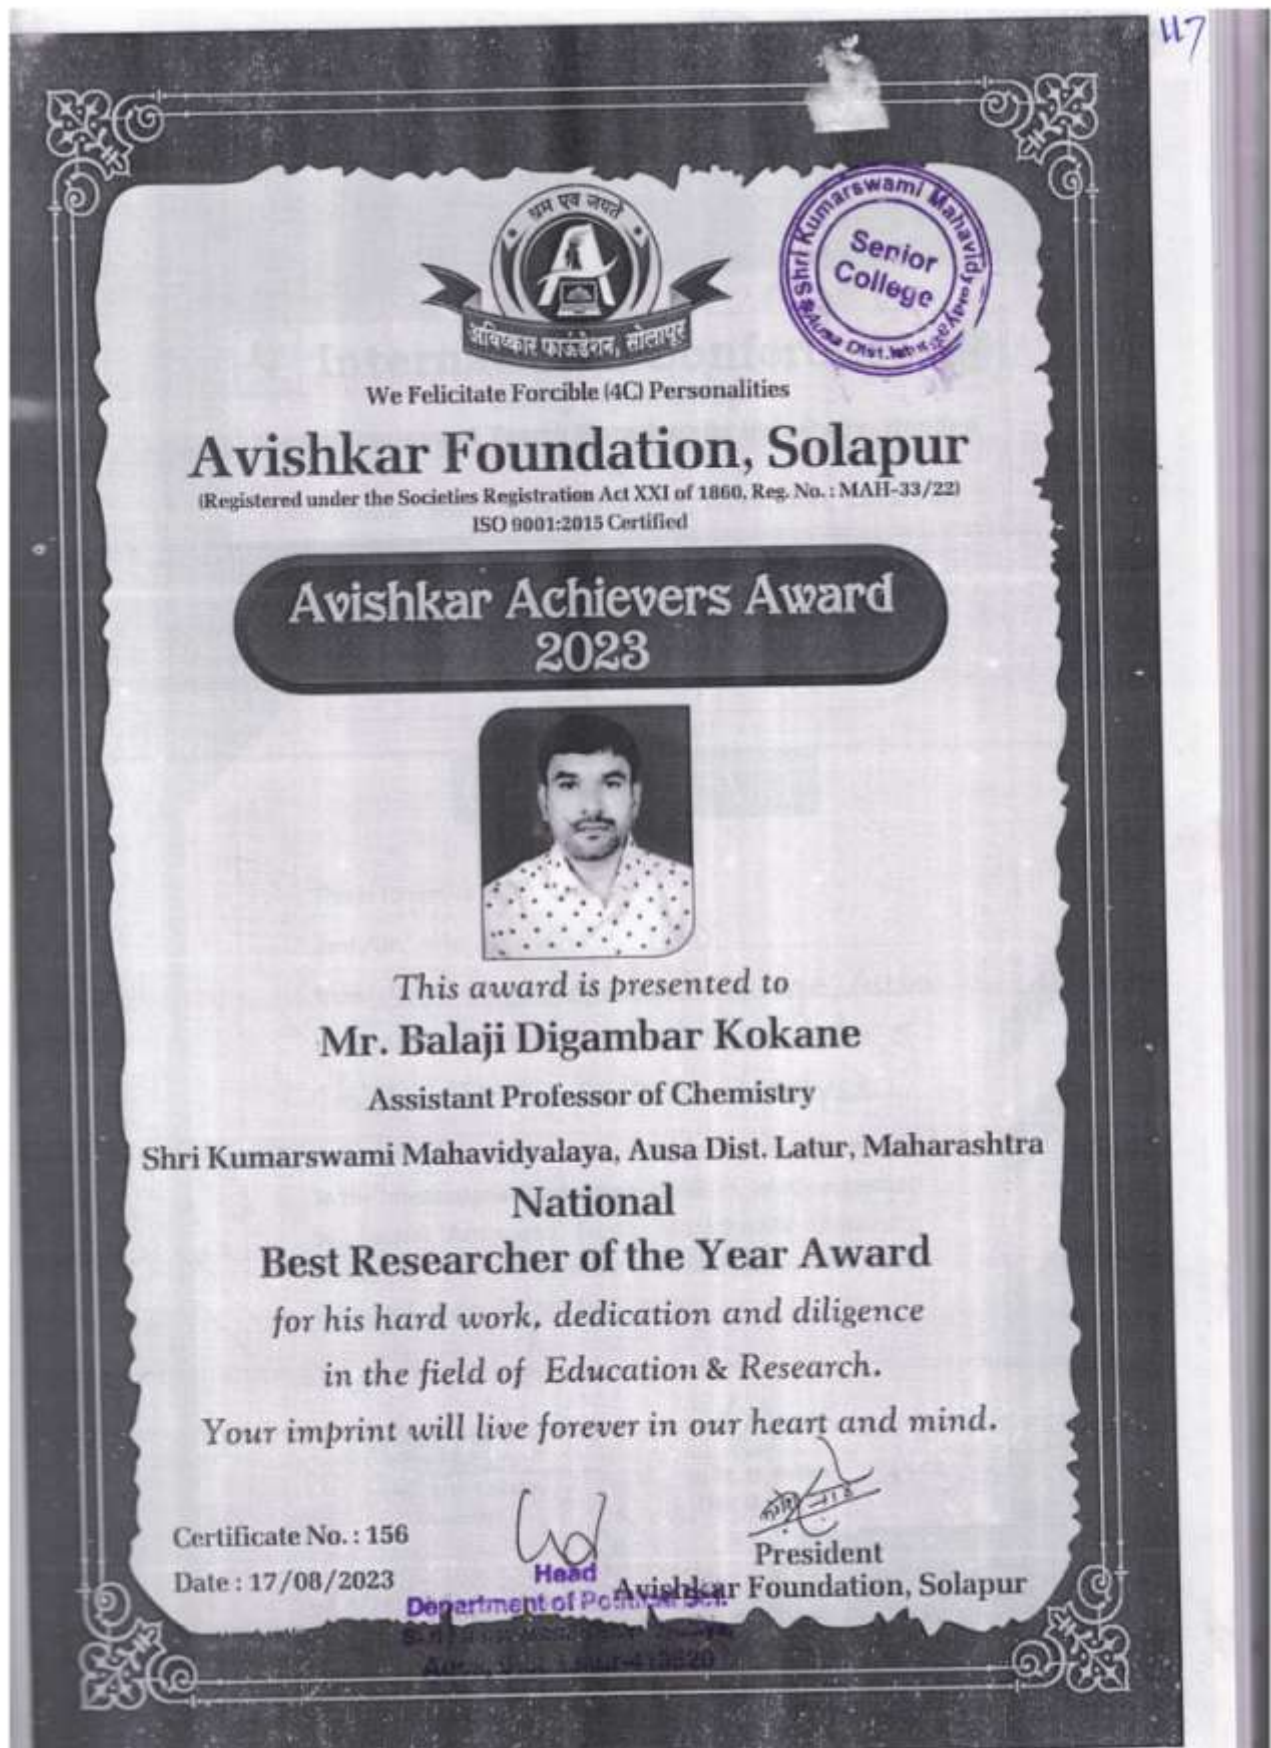 117
श्रम एव जयते
A
अविष्कार फाऊंडेशन, सोलापूर
Shri Kumarswami Mahavidyalaya
Ausa Dist.
Senior
College
We Felicitate Forcible (4C) Personalities
Avishkar Foundation, Solapur
(Registered under the Societies Registration Act XXI of 1860, Reg. No. : MAH-33/22)
ISO 9001:2015 Certified
Avishkar Achievers Award
2023
This award is presented to
Mr. Balaji Digambar Kokane
Assistant Professor of Chemistry
Shri Kumarswami Mahavidyalaya, Ausa Dist. Latur, Maharashtra
National
Best Researcher of the Year Award
for his hard work, dedication and diligence
in the field of Education & Research.
Your imprint will live forever in our heart and mind.
Certificate No. : 156
Date : 17/08/2023
Head
Department of Political Sci.
President
Avishkar Foundation, Solapur